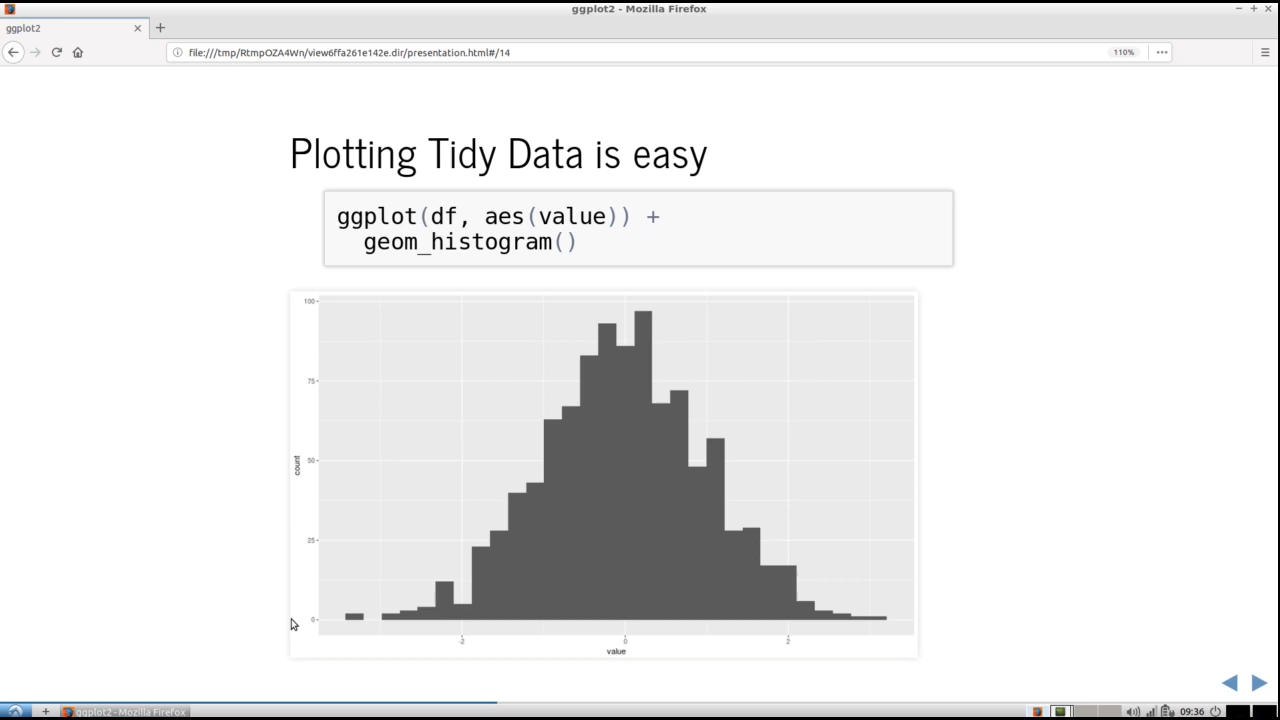 ggplot2 - Mozilla Firefox
ggplot2
file:///tmp/RtmpOZA4Wn/view6ffa261e142e.dir/presentation.html#/14
110%
Plotting Tidy Data is easy
ggplot(df, aes(value)) +
geom_histogram()
100
75
50
25
0
count
-2
0
2
value
ggplot2 - Mozilla Firefox
09:36